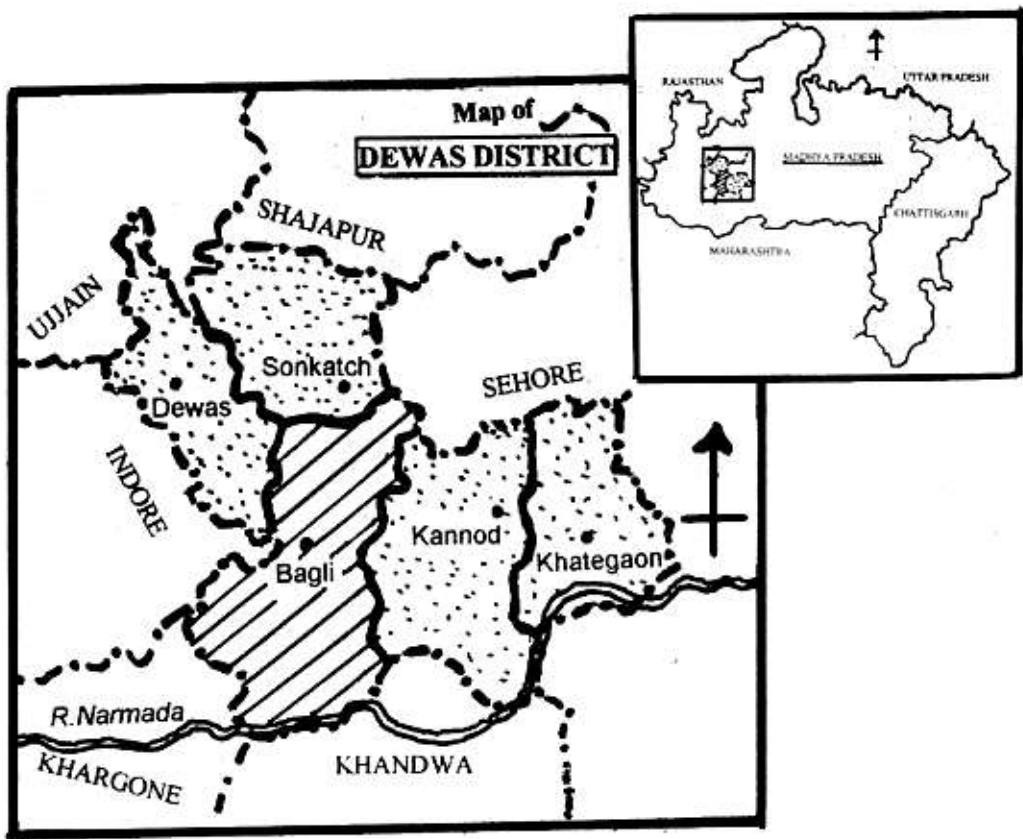 Map of
DEWAS DISTRICT
SHAJAPUR
UJJAIN
Sonkatch
Dewas
SEHORE
INDORE
Kannod
Khategaon
Bagli
R.Narmada
KHARGONE
KHANDWA
RAJASTHAN
UTTAR PRADESH
MADHYA PRADESH
CHATTISGARH
MAHARASHTRA